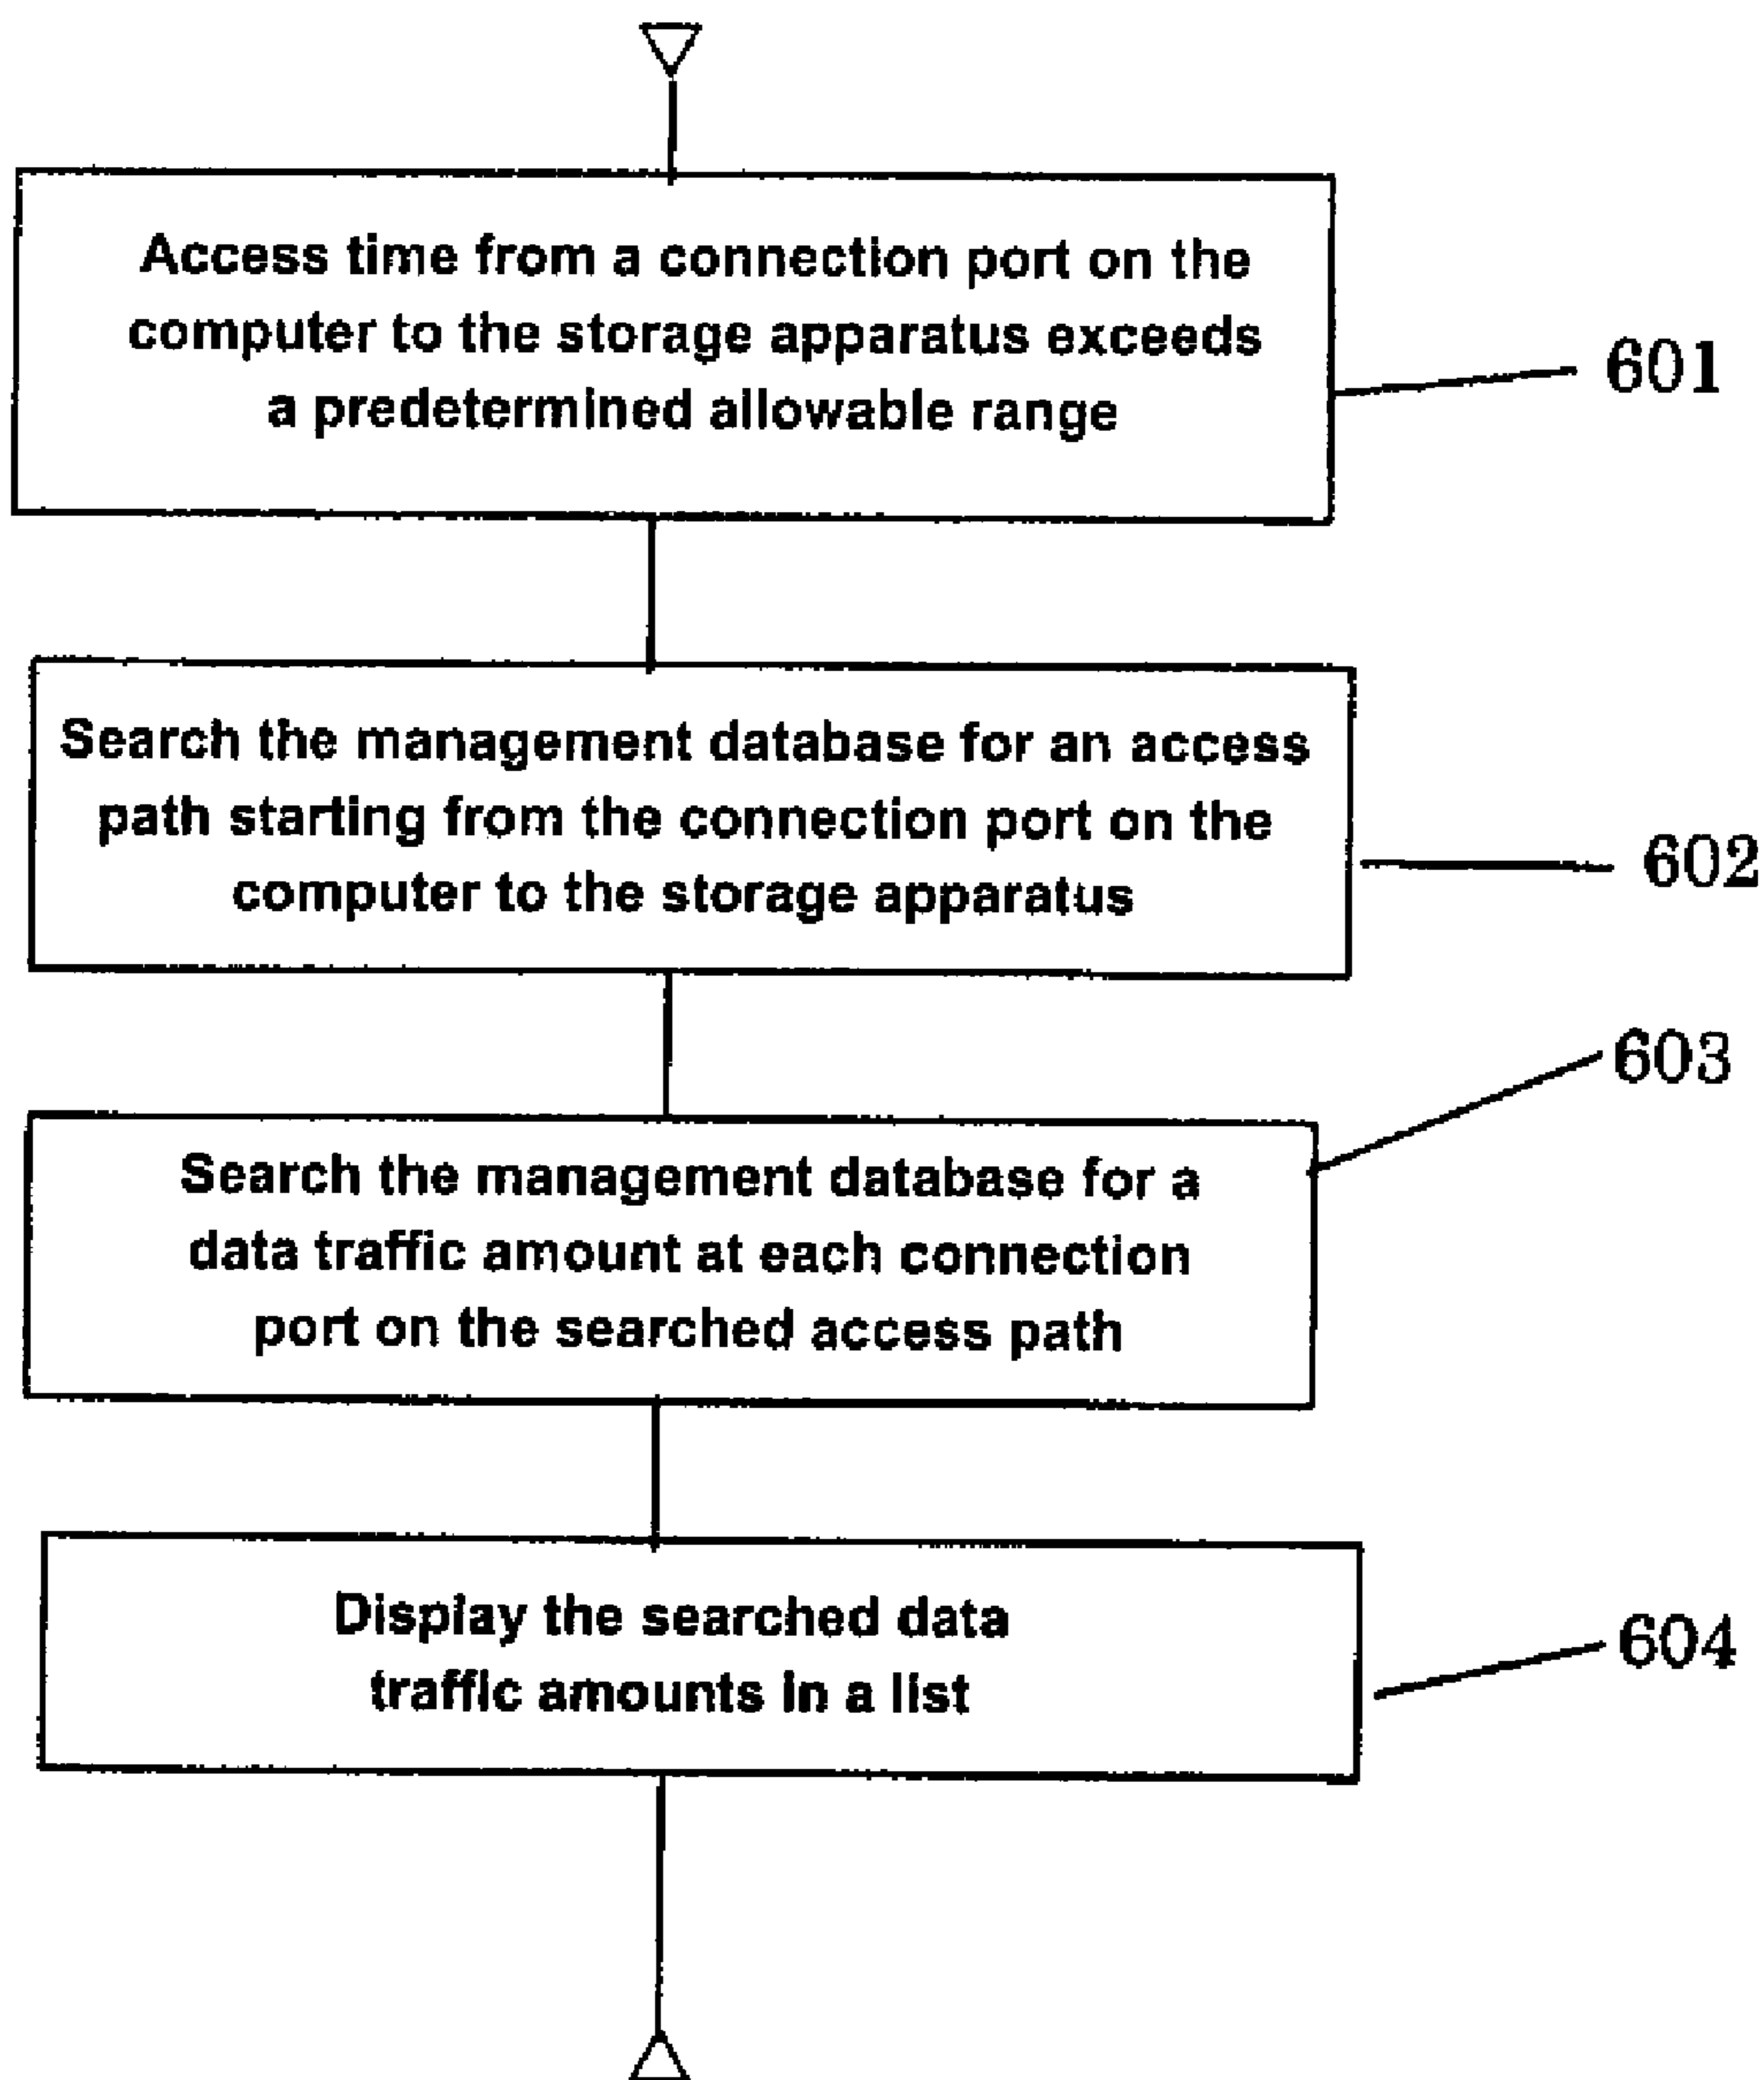 Access time from a connection port on the
computer to the storage apparatus exceeds
a predetermined allowable range
601
Search the management database for an access
path starting from the connection port on the
computer to the storage apparatus
602
603
Search the management database for a
data traffic amount at each connection
port on the searched access path
Display the searched data
traffic amounts in a list
604